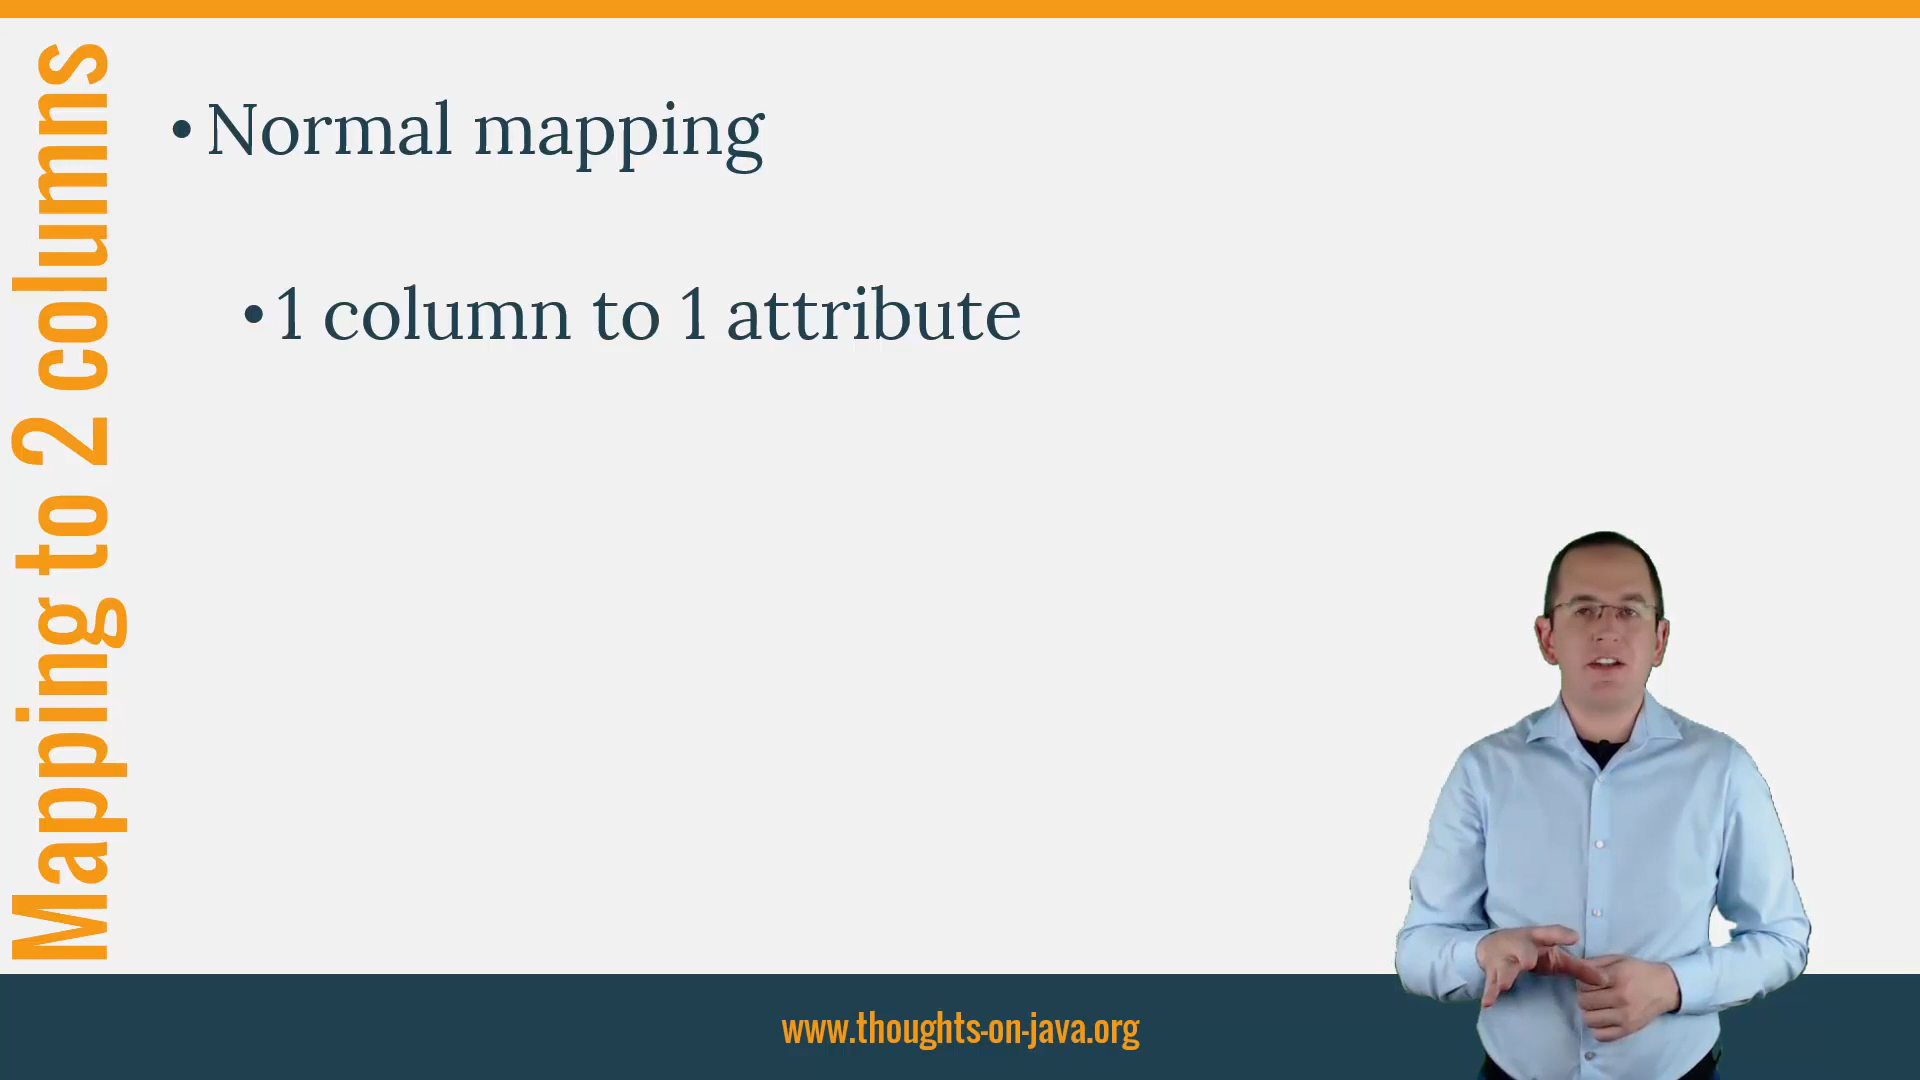 Mapping to 2 columns
• Normal mapping
• 1 column to 1 attribute
www.thoughts-on-java.org